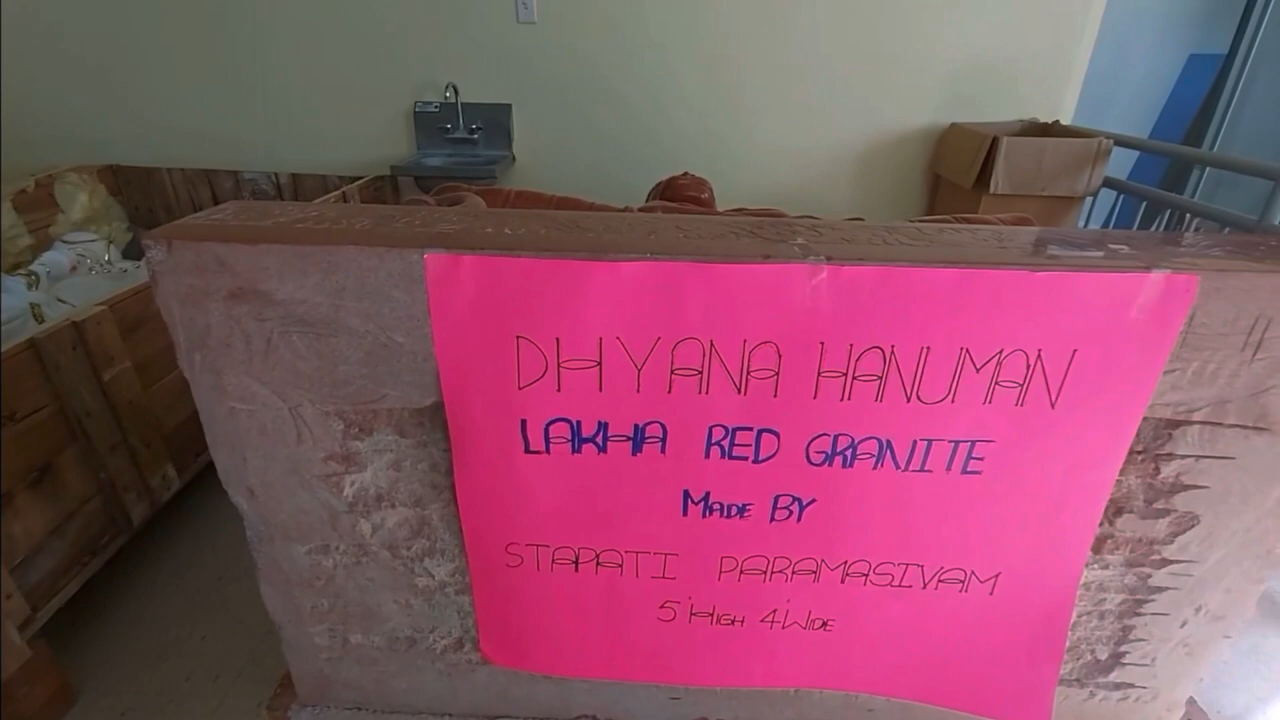 DHYANA HANUMAN
LAKHA RED GRANITE
MADE BY
STAPATI PARAMASIVAM
5' HIGH 4' WIDE